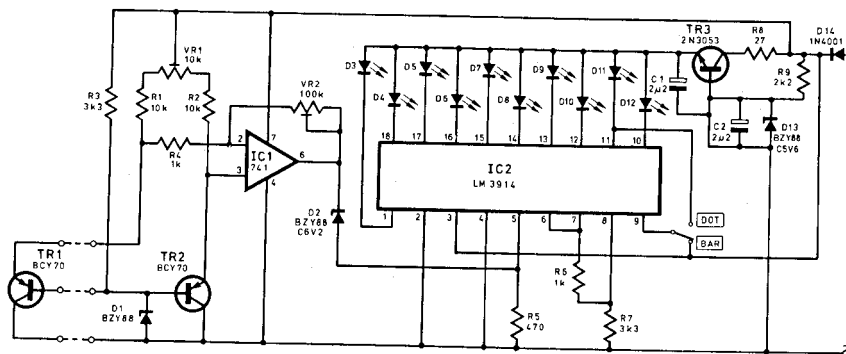 VR1
10k
R3
3k3
R1
10k
R2
10k
R4
1k
VR2
100k
2
3
7
6
4
IC1
741
D2
BZY88
C6V2
TR1
BCY70
TR2
BCY70
D1
BZY88
D3
D4
D5
D6
D7
D8
D9
D10
D11
D12
C1
2µ2
TR3
2N3053
R8
27
D14
1N4001
R9
2k2
C2
2µ2
D13
BZY88
C5V6
18
17
16
15
14
13
12
11
10
IC2
LM 3914
1
2
3
4
5
6
7
8
9
DOT
BAR
R5
470
R6
1k
R7
3k3